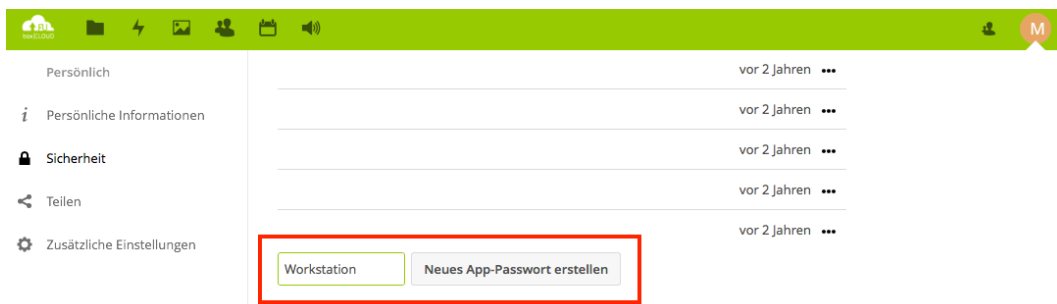 M
Persönlich
Persönliche Informationen
Sicherheit
Teilen
Zusätzliche Einstellungen
vor 2 Jahren
vor 2 Jahren
vor 2 Jahren
vor 2 Jahren
vor 2 Jahren
Workstation
Neues App-Passwort erstellen